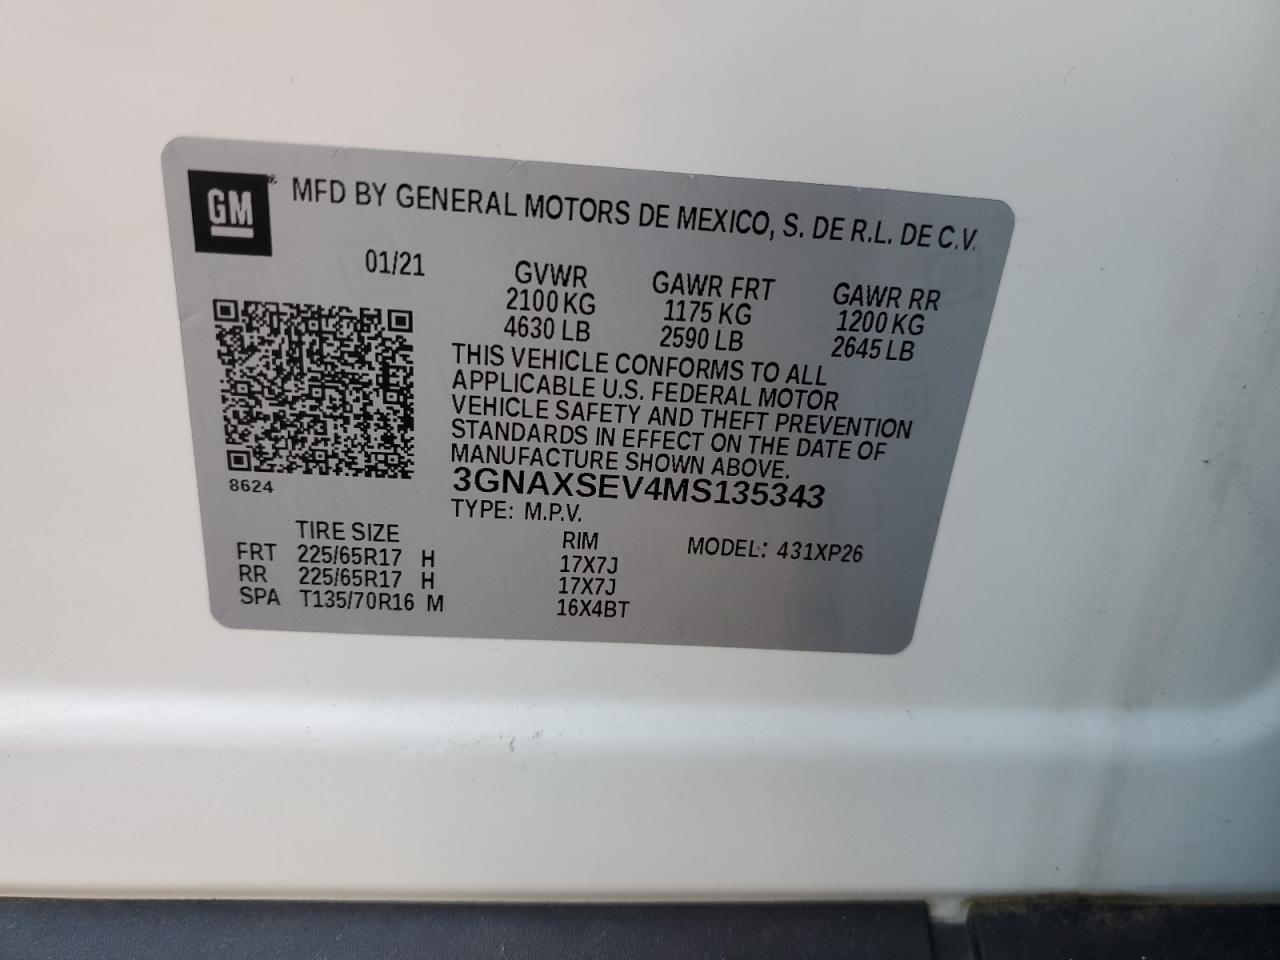 GM MFD BY GENERAL MOTORS DE MEXICO, S. DE R.L. DE C.V.
01/21
GVWR GAWR FRT GAWR RR
2100 KG 1175 KG 1200 KG
4630 LB 2590 LB 2645 LB
THIS VEHICLE CONFORMS TO ALL
APPLICABLE U.S. FEDERAL MOTOR
VEHICLE SAFETY AND THEFT PREVENTION
STANDARDS IN EFFECT ON THE DATE OF
MANUFACTURE SHOWN ABOVE.
8624
3GNAXSEV4MS135343
TYPE: M.P.V.
TIRE SIZE RIM MODEL: 431XP26
FRT 225/65R17 H 17X7J
RR 225/65R17 H 17X7J
SPA T135/70R16 M 16X4BT